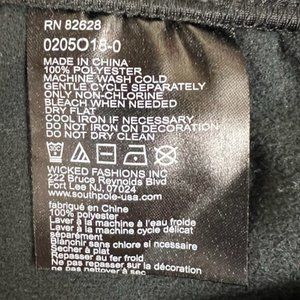 RN 82628
0205O18-0
MADE IN CHINA
100% POLYESTER
MACHINE WASH COLD
GENTLE CYCLE SEPARATELY
ONLY NON-CHLORINE
BLEACH WHEN NEEDED
DRY FLAT
COOL IRON IF NECESSARY
DO NOT IRON DECORATION
DO NOT DRY CLEAN
WICKED FASHIONS INC
222 Bruce Reynolds Blvd
Fort Lee NJ, 07024
www.southpole-usa.com
fabriqué en Chine
100% polyester
Laver à la machine à l'eau froide
Laver à la machine cycle délicat
séparément
Blanchir sans chlore si nécessaire
Sécher à plat
Repasser au fer froid
ne pas repasser sur la décoration
ne pas nettoyer à sec